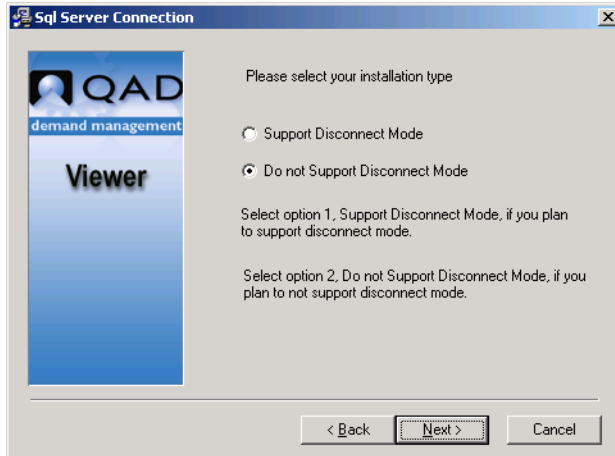 Sql Server Connection
QAD
demand management
Viewer
Please select your installation type
Support Disconnect Mode
Do not Support Disconnect Mode
Select option 1, Support Disconnect Mode, if you plan
to support disconnect mode.
Select option 2, Do not Support Disconnect Mode, if you
plan to not support disconnect mode.
< Back
Next >
Cancel